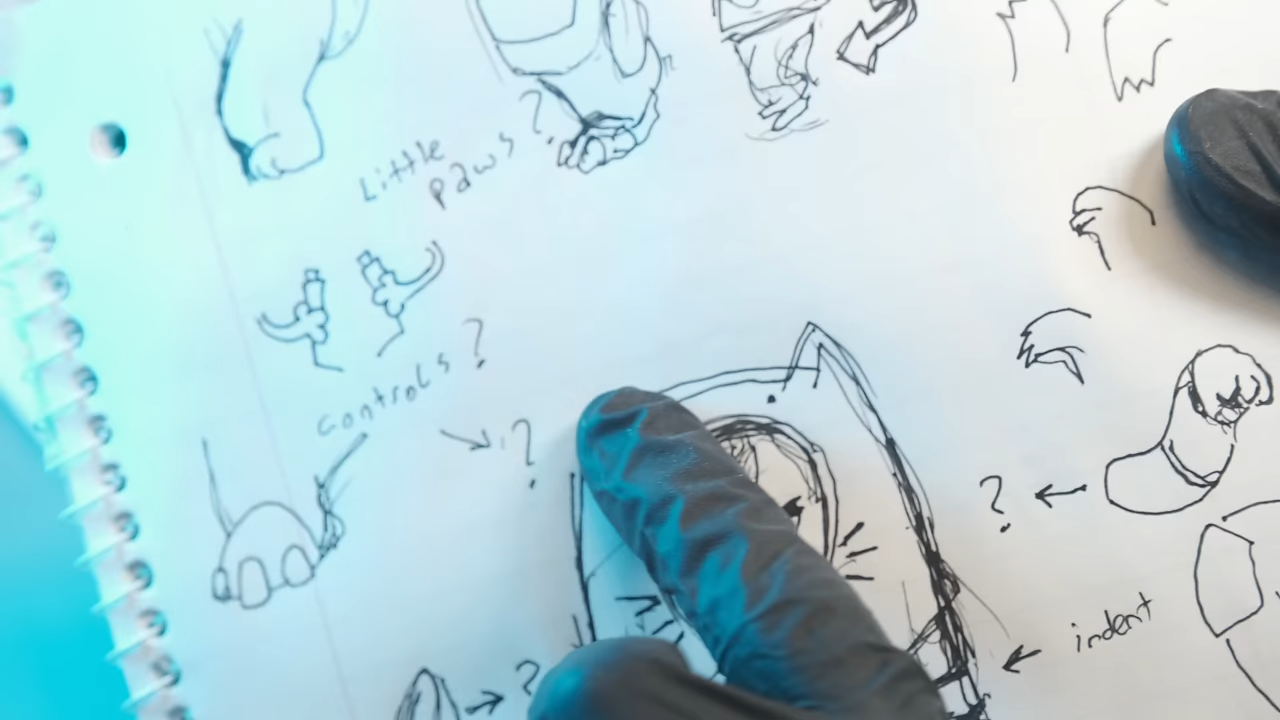 Little
paws?
controls?
?
?
indent
?